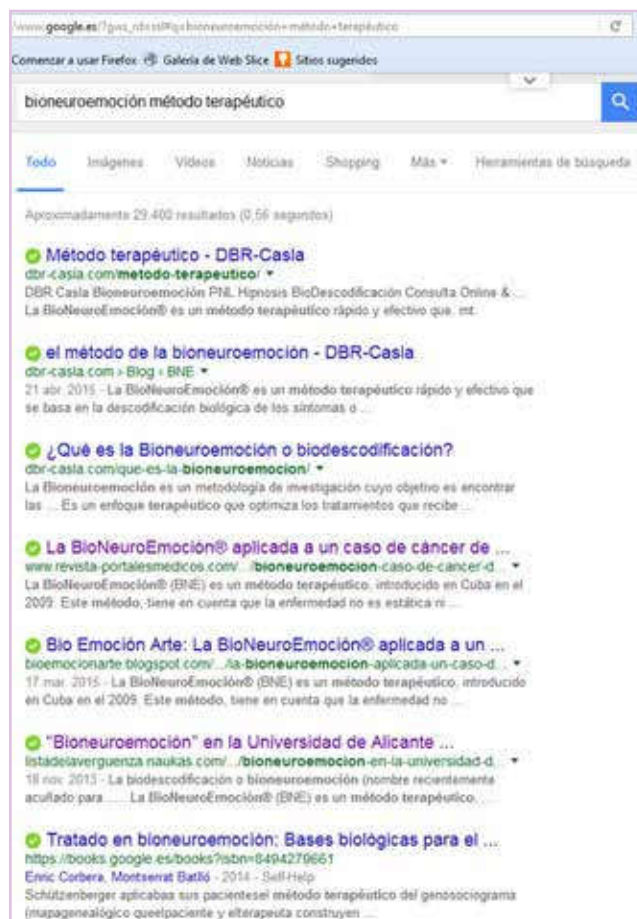 www.google.es/?gws_rd=ssl#q=bioneuroemoción+método+terapéutico
Comenzar a usar Firefox Galería de Web Slice Sitios sugeridos
bioneuroemoción método terapéutico
Todo Imágenes Vídeos Noticias Shopping Más Herramientas de búsqueda
Aproximadamente 29.400 resultados (0,56 segundos)
Método terapéutico - DBR-Casla
dbr-casla.com/metodo-terapeutico/
DBR Casla Bioneuroemoción PNL Hipnosis BioDescodificación Consulta Online & ...
La BioNeuroEmoción® es un método terapéutico rápido y efectivo que. mt.
el método de la bioneuroemoción - DBR-Casla
dbr-casla.com › Blog › BNE
21 abr. 2015 - La BioNeuroEmoción® es un método terapéutico rápido y efectivo que
se basa en la descodificación biológica de los síntomas o ...
¿Qué es la Bioneuroemoción o biodescodificación?
dbr-casla.com/que-es-la-bioneuroemocion/
La Bioneuroemoción es un metodología de investigación cuyo objetivo es encontrar
las ... Es un enfoque terapéutico que optimiza los tratamientos que recibe ...
La BioNeuroEmoción® aplicada a un caso de cáncer de ...
www.revista-portalesmedicos.com/.../bioneuroemocion-caso-de-cancer-d...
La BioNeuroEmoción® (BNE) es un método terapéutico, introducido en Cuba en el
2009. Este método, tiene en cuenta que la enfermedad no es estática ni ...
Bio Emoción Arte: La BioNeuroEmoción® aplicada a un ...
bioemocionarte.blogspot.com/.../la-bioneuroemocion-aplicada-un-caso-d...
17 mar. 2015 - La BioNeuroEmoción® (BNE) es un método terapéutico, introducido
en Cuba en el 2009. Este método, tiene en cuenta que la enfermedad no ...
"Bioneuroemoción" en la Universidad de Alicante ...
listadelaverguenza.naukas.com/.../bioneuroemocion-en-la-universidad-d...
18 nov. 2013 - La biodescodificación o bioneuroemoción (nombre recientemente
acuñado para ...... La BioNeuroEmoción® (BNE) es un método terapéutico, ...
Tratado en bioneuroemoción: Bases biológicas para el ...
https://books.google.es/books?isbn=8494279661
Enric Corbera, Montserrat Batlló - 2014 - Self-Help
Schützenberger aplicabaa sus pacientesel método terapéutico del genosociograma
(mapagenealógico queelpaciente y elterapeuta construyen ...